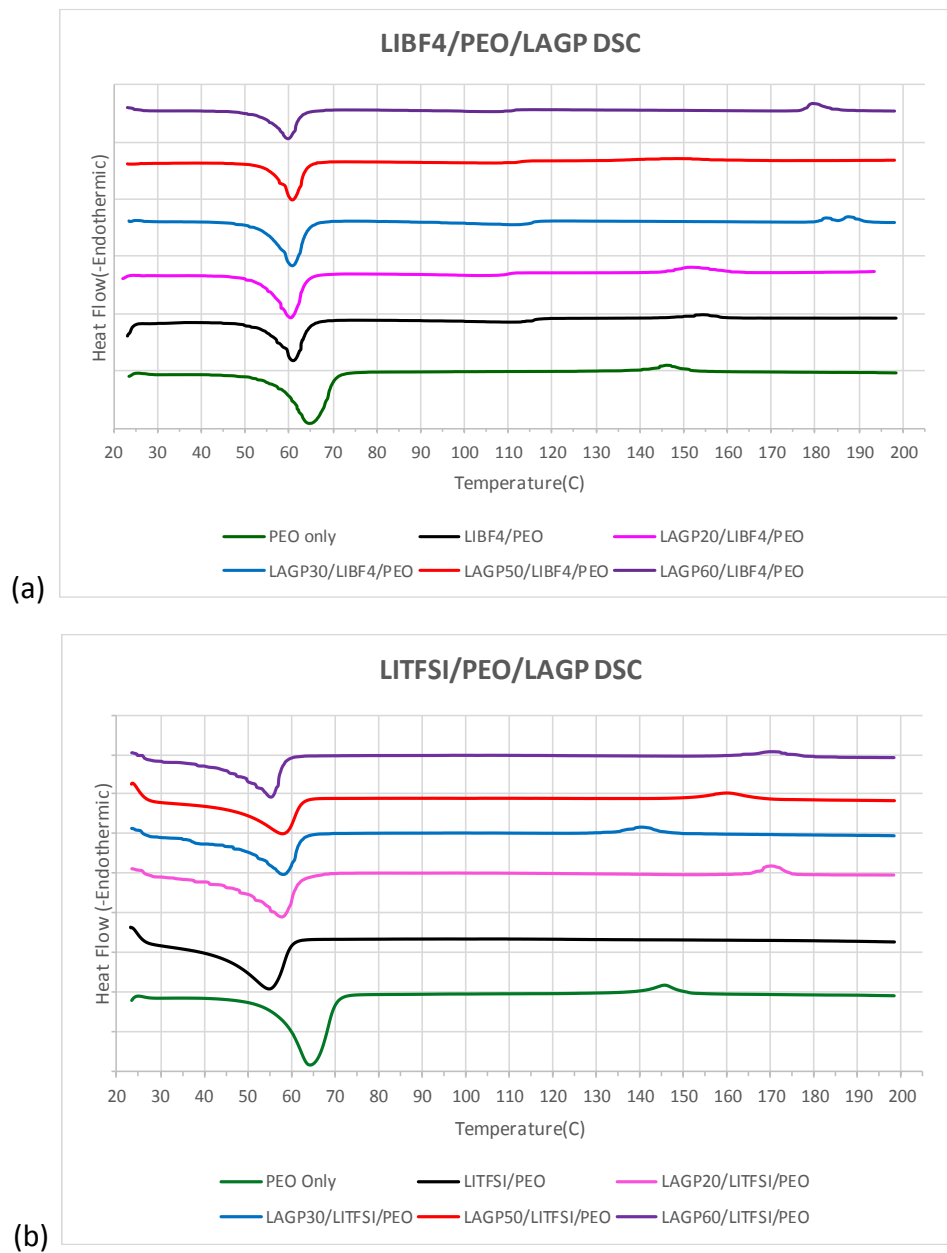 LIBF4/PEO/LAGP DSC
Heat Flow(-Endothermic)
20 30 40 50 60 70 80 90 100 110 120 130 140 150 160 170 180 190 200
Temperature(C)
PEO only LIBF4/PEO LAGP20/LIBF4/PEO
LAGP30/LIBF4/PEO LAGP50/LIBF4/PEO LAGP60/LIBF4/PEO
(a)
LITFSI/PEO/LAGP DSC
Heat Flow (-Endothermic)
20 30 40 50 60 70 80 90 100 110 120 130 140 150 160 170 180 190 200
Temperature(C)
PEO Only LITFSI/PEO LAGP20/LITFSI/PEO
LAGP30/LITFSI/PEO LAGP50/LITFSI/PEO LAGP60/LITFSI/PEO
(b)